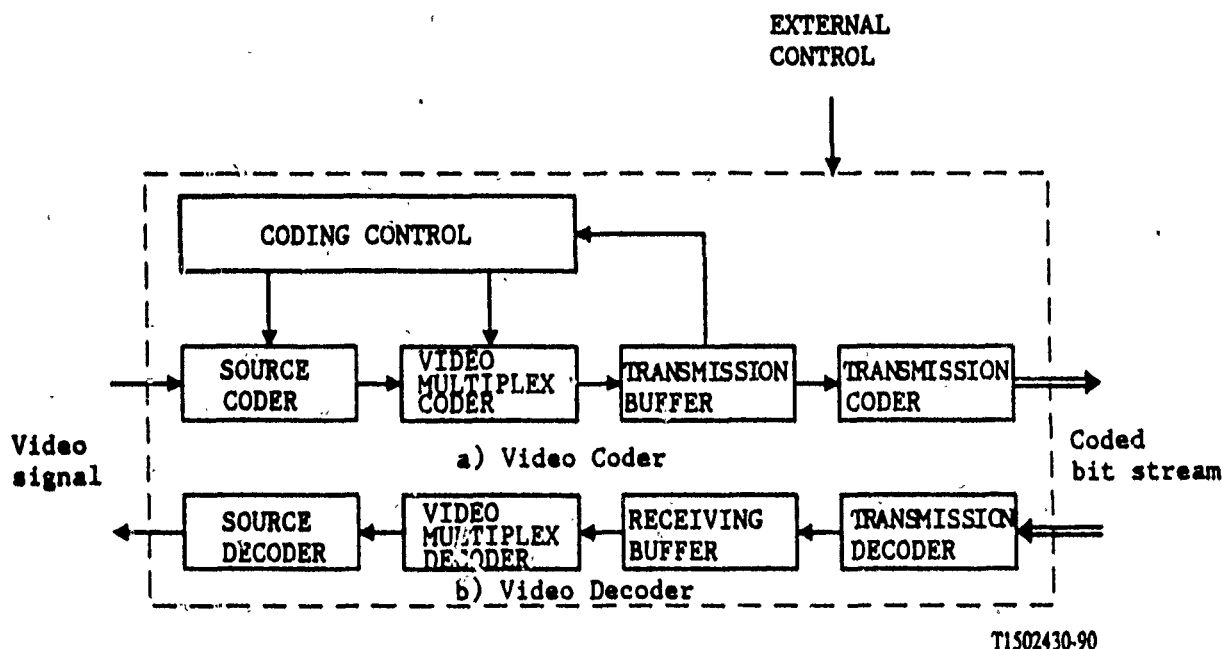 EXTERNAL
CONTROL
CODING CONTROL
SOURCE
CODER
VIDEO
MULTIPLEX
CODER
TRANSMISSION
BUFFER
TRANSMISSION
CODER
Video
signal
a) Video Coder
Coded
bit stream
SOURCE
DECODER
VIDEO
MULTIPLEX
DECODER
RECEIVING
BUFFER
TRANSMISSION
DECODER
b) Video Decoder
T1502430-90